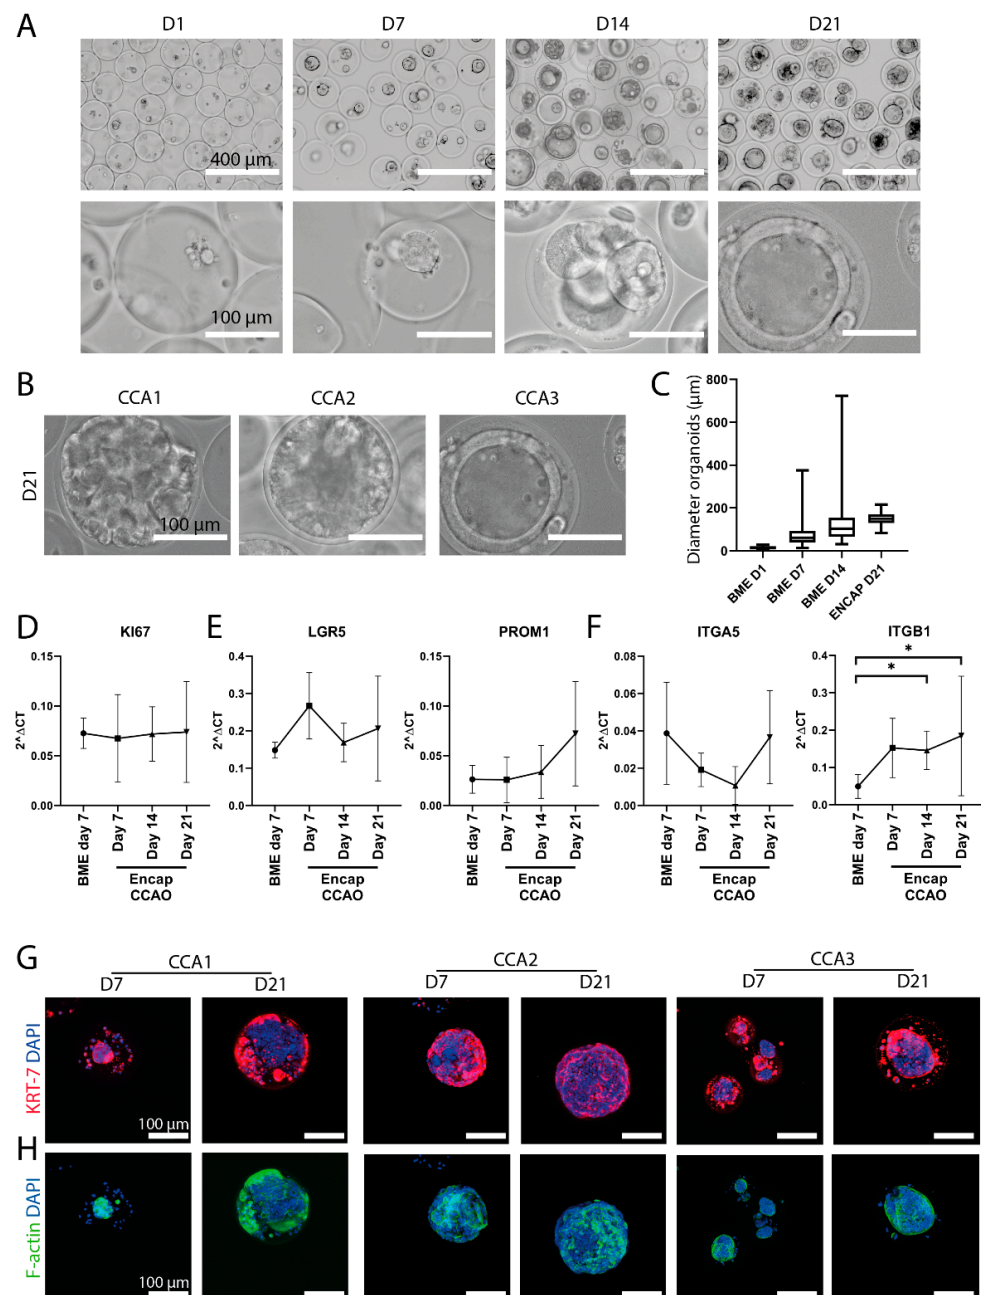 A
D1 D7 D14 D21
400 µm
100 µm
B
CCA1 CCA2 CCA3
D21
100 µm
C
Diameter organoids (µm)
800
600
400
200
0
BME D1
BME D7
BME D14
ENCAP D21
D
KI67
2^ΔCT
0.15
0.10
0.05
0.00
BME day 7
Day 7
Day 14
Day 21
Encap
CCAO
E
LGR5
2^ΔCT
0.4
0.3
0.2
0.1
0.0
BME day 7
Day 7
Day 14
Day 21
Encap
CCAO
PROM1
2^ΔCT
0.15
0.10
0.05
0.00
BME day 7
Day 7
Day 14
Day 21
Encap
CCAO
F
ITGA5
2^ΔCT
0.08
0.06
0.04
0.02
0.00
BME day 7
Day 7
Day 14
Day 21
Encap
CCAO
ITGB1
*
*
2^ΔCT
0.4
0.3
0.2
0.1
0.0
BME day 7
Day 7
Day 14
Day 21
Encap
CCAO
G
CCA1 CCA2 CCA3
D7 D21 D7 D21 D7 D21
KRT-7 DAPI
100 µm
H
F-actin DAPI
100 µm